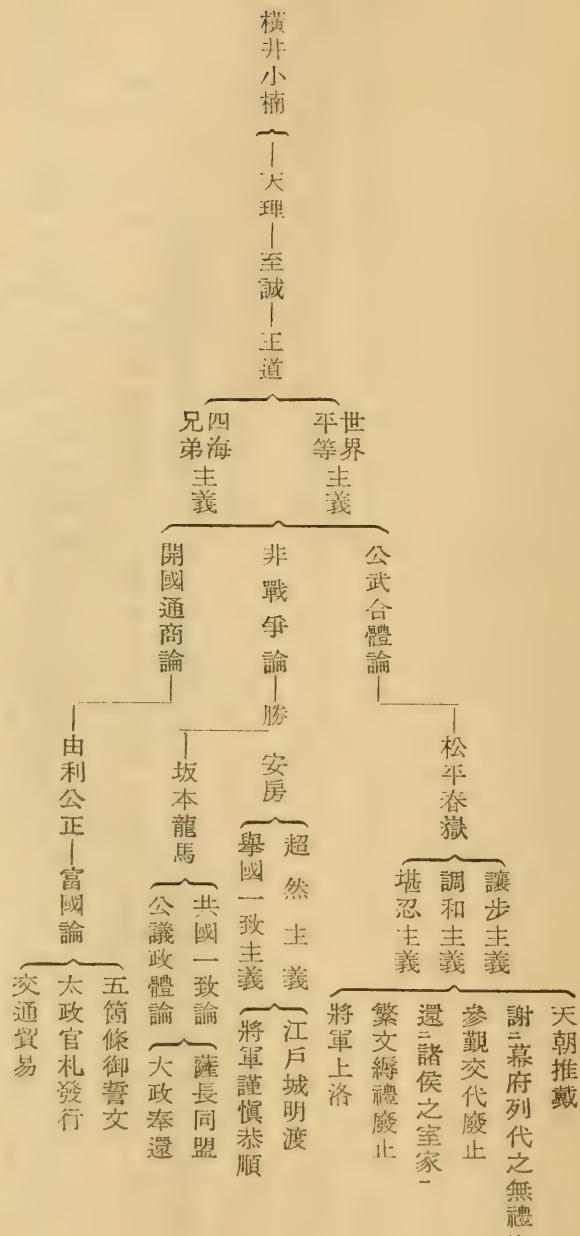 橫井小楠
天理
至誠
王道
世界平等主義
四海兄弟主義
公武合體論
非戰爭論
開國通商論
松平春嶽
讓步主義
調和主義
堪忍主義
天朝推戴
謝ニ幕府列代之無禮
參覲交代廢止
還ニ諸侯之室家一
繁文縟禮廢止
將軍上洛
勝安房
超然主義
擧國一致主義
江戶城明渡
將軍謹愼恭順
坂本龍馬
共國一致論
公議政體論
薩長同盟
大政奉還
由利公正
富國論
五箇條御誓文
太政官札發行
交通貿易